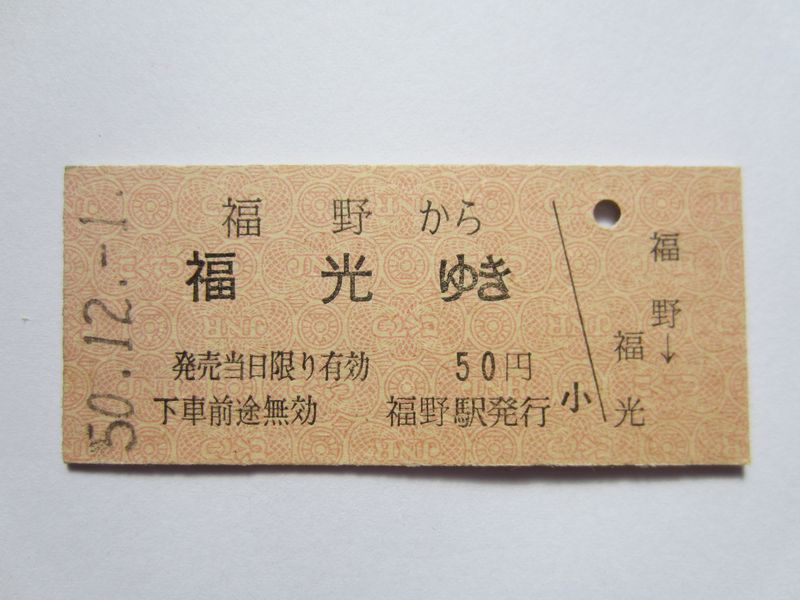 50.12.-1.
福野から
福光ゆき
発売当日限り有効 50円
下車前途無効 福野駅発行
小
福野→
福光